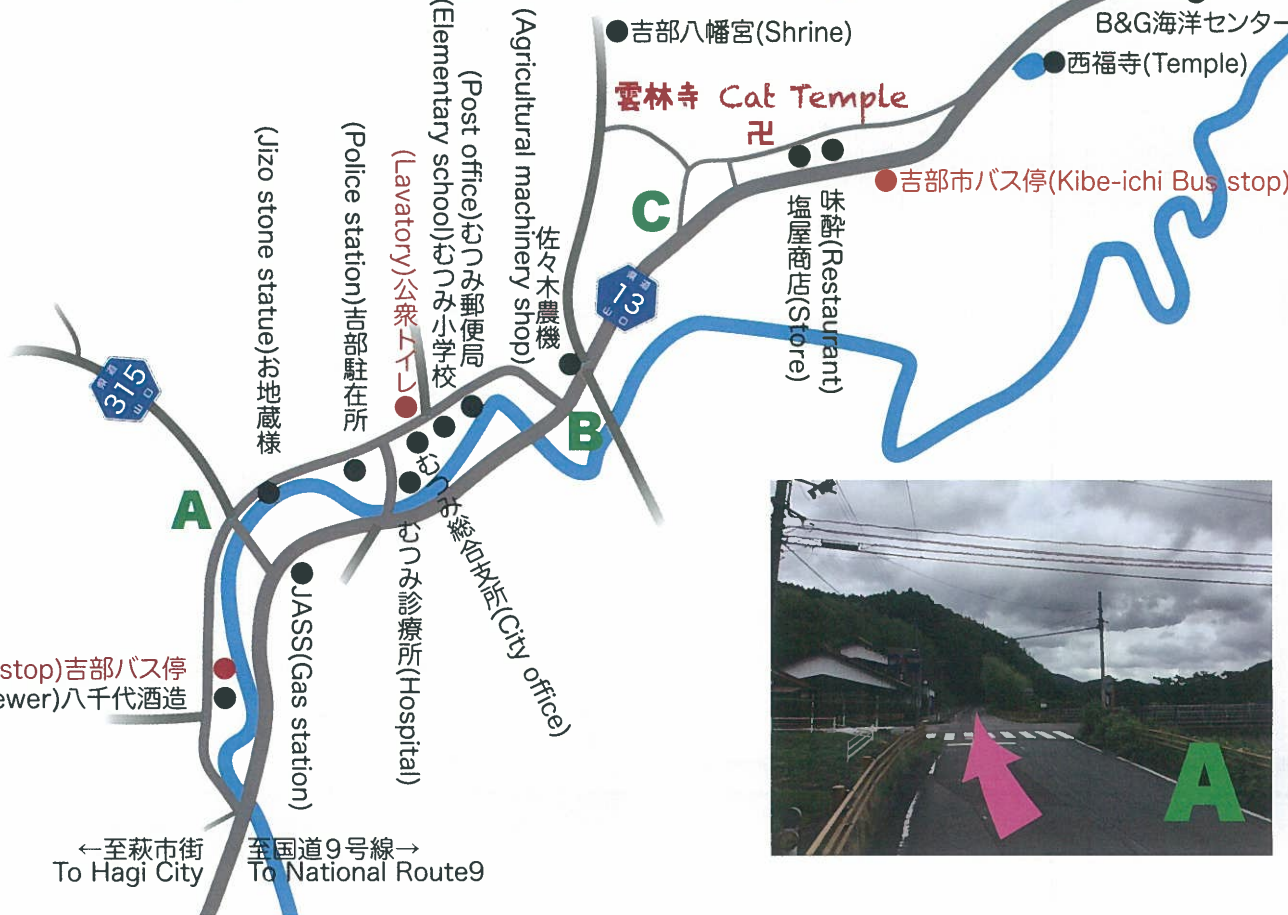 B&G海洋センター
吉部八幡宮(Shrine)
西福寺(Temple)
雲林寺 Cat Temple
卍
吉部市バス停(Kibe-ichi Bus stop)
味酔(Restaurant)
塩屋商店(Store)
C
13
山口
(Agricultural machinery shop)
佐々木農機
(Post office)むつみ郵便局
(Elementary school)むつみ小学校
(Lavatory)公衆トイレ
(Police station)吉部駐在所
(Jizo stone statue)お地蔵様
315
山口
B
A
むつみ総合支所(City office)
むつみ診療所(Hospital)
JASS(Gas station)
stop)吉部バス停
ewer)八千代酒造
←至萩市街
To Hagi City
至国道9号線→
To National Route9
A